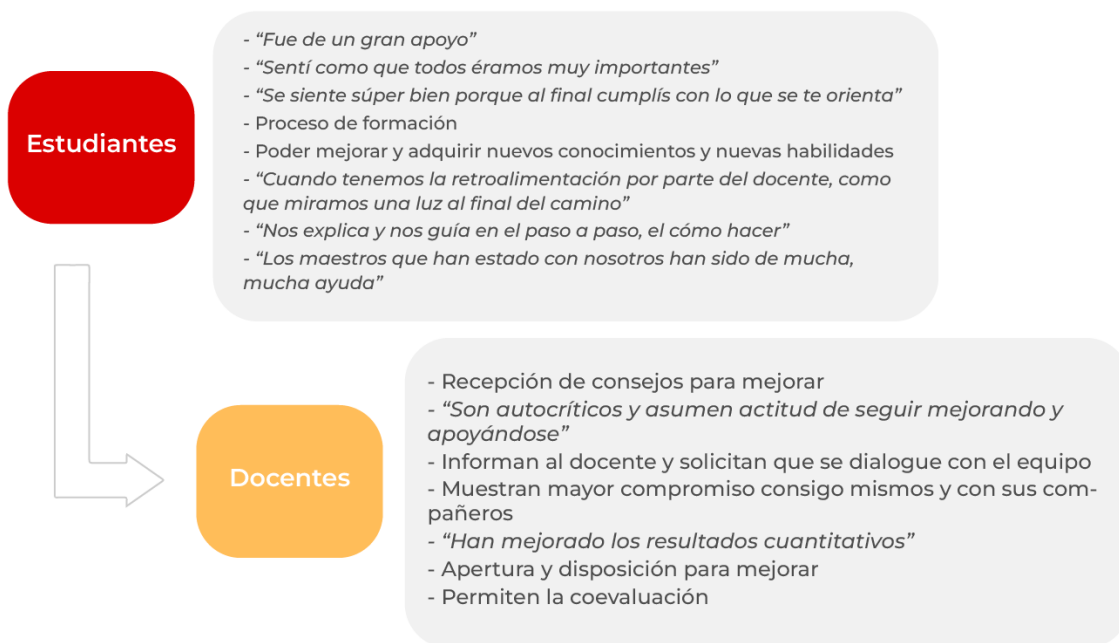 Estudiantes
- “Fue de un gran apoyo”
- “Sentí como que todos éramos muy importantes”
- “Se siente súper bien porque al final cumplís con lo que se te orienta”
- Proceso de formación
- Poder mejorar y adquirir nuevos conocimientos y nuevas habilidades
- “Cuando tenemos la retroalimentación por parte del docente, como
que miramos una luz al final del camino”
- “Nos explica y nos guía en el paso a paso, el cómo hacer”
- “Los maestros que han estado con nosotros han sido de mucha,
mucha ayuda”
Docentes
- Recepción de consejos para mejorar
- “Son autocríticos y asumen actitud de seguir mejorando y
apoyándose”
- Informan al docente y solicitan que se dialogue con el equipo
- Muestran mayor compromiso consigo mismos y con sus com-
pañeros
- “Han mejorado los resultados cuantitativos”
- Apertura y disposición para mejorar
- Permiten la coevaluación